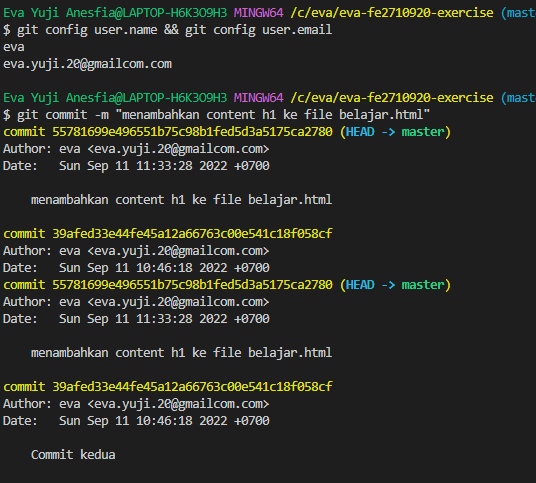 Eva Yuji Anesfia@LAPTOP-H6K3O9H3 MINGW64 /c/eva/eva-fe2710920-exercise (mast
$ git config user.name && git config user.email
eva
eva.yuji.20@gmailcom.com
Eva Yuji Anesfia@LAPTOP-H6K3O9H3 MINGW64 /c/eva/eva-fe2710920-exercise (mast
$ git commit -m "menambahkan content h1 ke file belajar.html"
commit 55781699e496551b75c98b1fed5d3a5175ca2780 (HEAD -> master)
Author: eva <eva.yuji.20@gmailcom.com>
Date:   Sun Sep 11 11:33:28 2022 +0700
menambahkan content h1 ke file belajar.html
commit 39afed33e44fe45a12a66763c00e541c18f058cf
Author: eva <eva.yuji.20@gmailcom.com>
Date:   Sun Sep 11 10:46:18 2022 +0700
commit 55781699e496551b75c98b1fed5d3a5175ca2780 (HEAD -> master)
Author: eva <eva.yuji.20@gmailcom.com>
Date:   Sun Sep 11 11:33:28 2022 +0700
menambahkan content h1 ke file belajar.html
commit 39afed33e44fe45a12a66763c00e541c18f058cf
Author: eva <eva.yuji.20@gmailcom.com>
Date:   Sun Sep 11 10:46:18 2022 +0700
Commit kedua